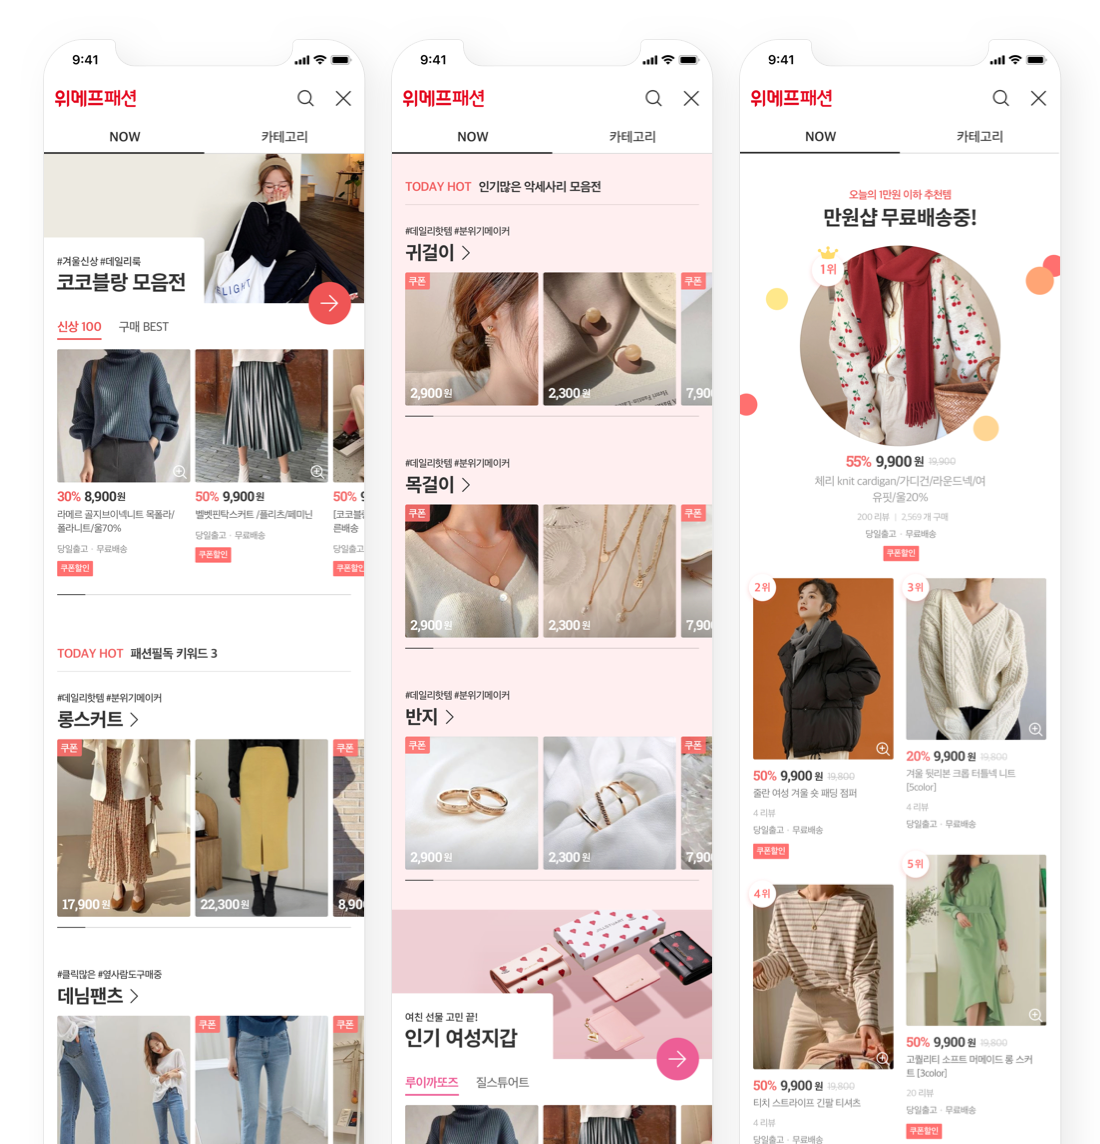 9:41
위메프패션
NOW
카테고리
#겨울신상 #데일리룩
코코블랑 모음전
신상 100
구매 BEST
30% 8,900원
라메르 골지브이넥니트 목폴라/
폴라니트/울70%
당일출고 · 무료배송
쿠폰할인
50% 9,900원
벨벳핀탁스커트 /플리츠/페미닌
당일출고 · 무료배송
쿠폰할인
50%
[코코블
른배송
당일출고
쿠폰할인
TODAY HOT 패션필독 키워드 3
#데일리핫템 #분위기메이커
롱스커트
쿠폰
17,900원
22,300원
쿠폰
8,90
#클릭많은 #옆사람도구매중
데님팬츠
쿠폰
쿠폰
9:41
위메프패션
NOW
카테고리
TODAY HOT 인기많은 악세사리 모음전
#데일리핫템 #분위기메이커
귀걸이
쿠폰
2,900원
2,300원
쿠폰
7,90
#데일리핫템 #분위기메이커
목걸이
쿠폰
2,900원
2,300원
쿠폰
7,90
#데일리핫템 #분위기메이커
반지
쿠폰
2,900원
2,300원
쿠폰
7,90
여친 선물 고민 끝!
인기 여성지갑
루이까또즈
질스튜어트
9:41
위메프패션
NOW
카테고리
오늘의 1만원 이하 추천템
만원샵 무료배송중!
1위
55% 9,900원 19,900
체리 knit cardigan/가디건/라운드넥/여
유핏/울20%
200 리뷰 | 2,569 개 구매
당일출고 · 무료배송
쿠폰할인
2위
50% 9,900원 19,800
줄란 여성 겨울 숏 패딩 점퍼
4 리뷰
당일출고 · 무료배송
쿠폰할인
3위
20% 9,900원 19,800
겨울 뒷리본 크롭 터틀넥 니트
[5color]
4 리뷰
당일출고 · 무료배송
4위
50% 9,900원 19,800
티치 스트라이프 긴팔 티셔츠
4 리뷰
당일출고 · 무료배송
5위
50% 9,900원 19,800
고퀄리티 소프트 머메이드 롱 스커
트 [3color]
20 리뷰
당일출고 · 무료배송
쿠폰할인